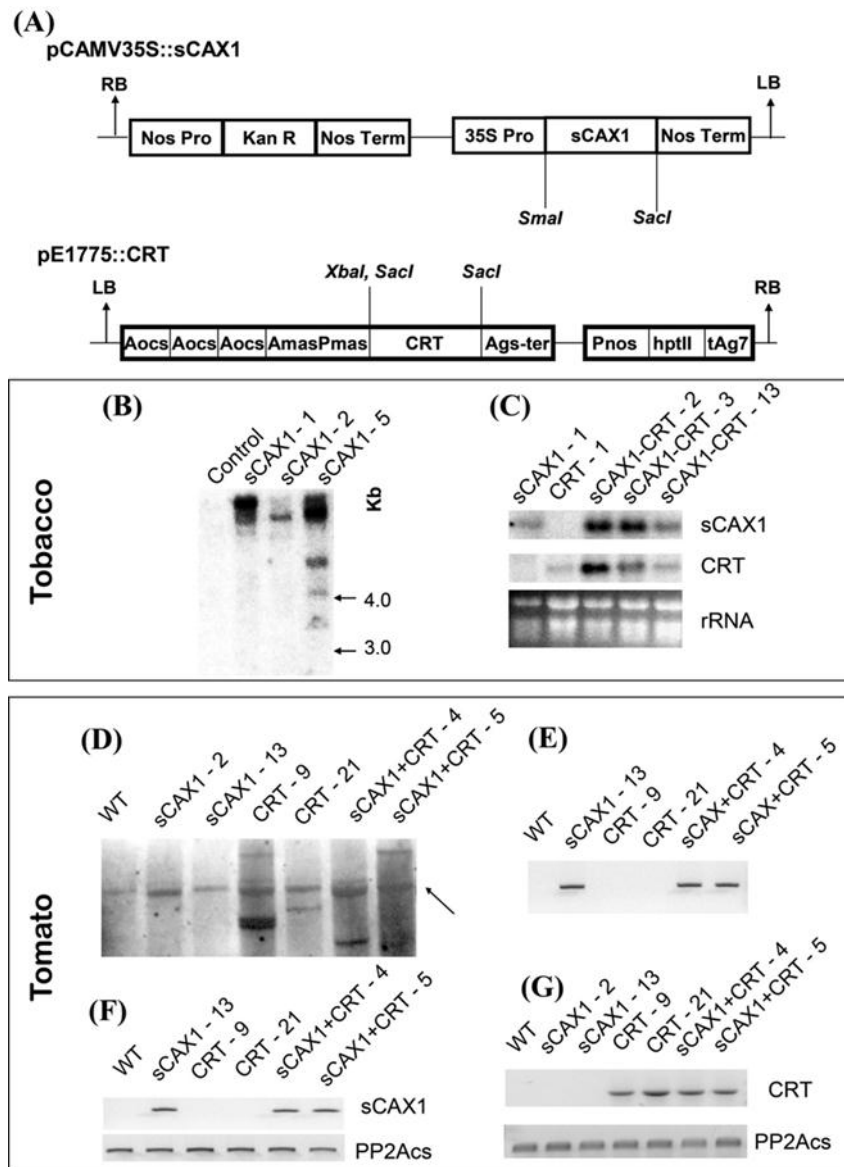 (A)
pCAMV35S::sCAX1
RB
LB
Nos Pro Kan R Nos Term 35S Pro sCAX1 Nos Term
SmaI SacI
pE1775::CRT
XbaI, SacI SacI
LB
RB
Aocs Aocs Aocs AmasPmas CRT Ags-ter Pnos hptII tAg7
Tobacco
(B)
Control
sCAX1 - 1
sCAX1 - 2
sCAX1 - 5
Kb
4.0
3.0
(C)
sCAX1 - 1
CRT - 1
sCAX1-CRT - 2
sCAX1-CRT - 3
sCAX1-CRT - 13
sCAX1
CRT
rRNA
Tomato
(D)
WT
sCAX1 - 2
sCAX1 - 13
CRT - 9
CRT - 21
sCAX1+CRT - 4
sCAX1+CRT - 5
(E)
WT
sCAX1 - 13
CRT - 9
CRT - 21
sCAX+CRT - 4
sCAX+CRT - 5
(F)
WT
sCAX1 - 13
CRT - 9
CRT - 21
sCAX1+CRT - 4
sCAX1+CRT - 5
sCAX1
PP2Acs
(G)
WT
sCAX1 - 2
sCAX1 - 13
CRT - 9
CRT - 21
sCAX1+CRT - 4
sCAX1+CRT - 5
CRT
PP2Acs